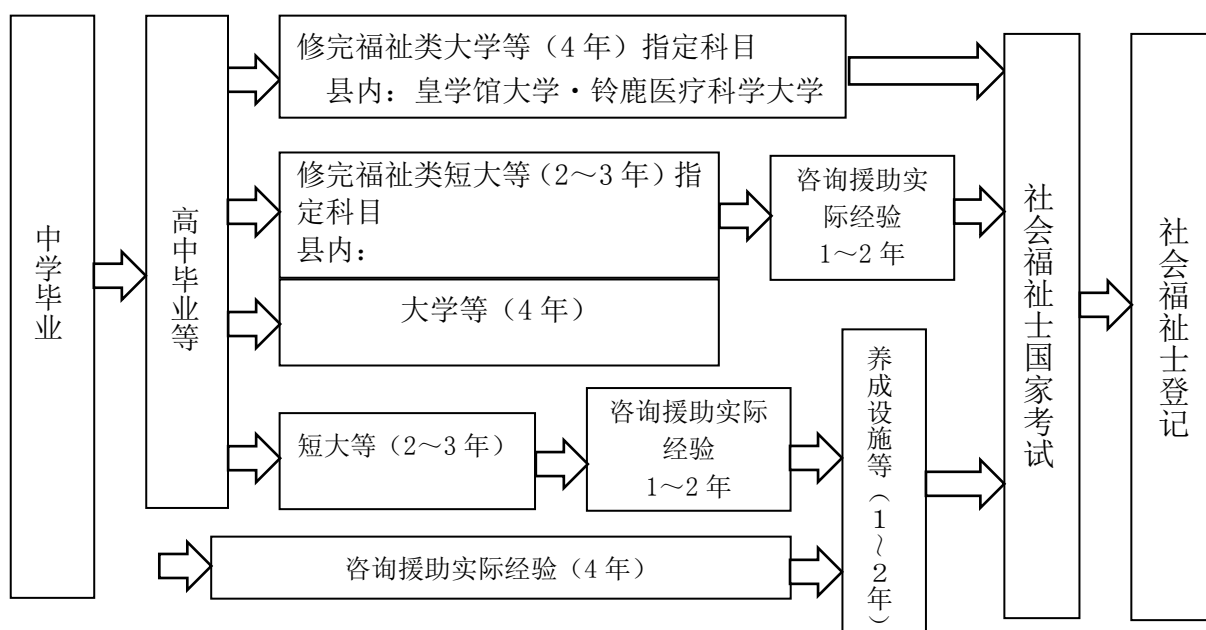 中学毕业
高中毕业等
修完福祉类大学等（4年）指定科目
县内：皇学馆大学・铃鹿医疗科学大学
修完福祉类短大等（2～3年）指
定科目
县内：
咨询援助实
际经验
1～2年
大学等（4年）
短大等（2～3年）
咨询援助实际
经验
1～2年
咨询援助实际经验（4年）
养成设施等（1～2年）
社会福祉士国家考试
社会福祉士登记